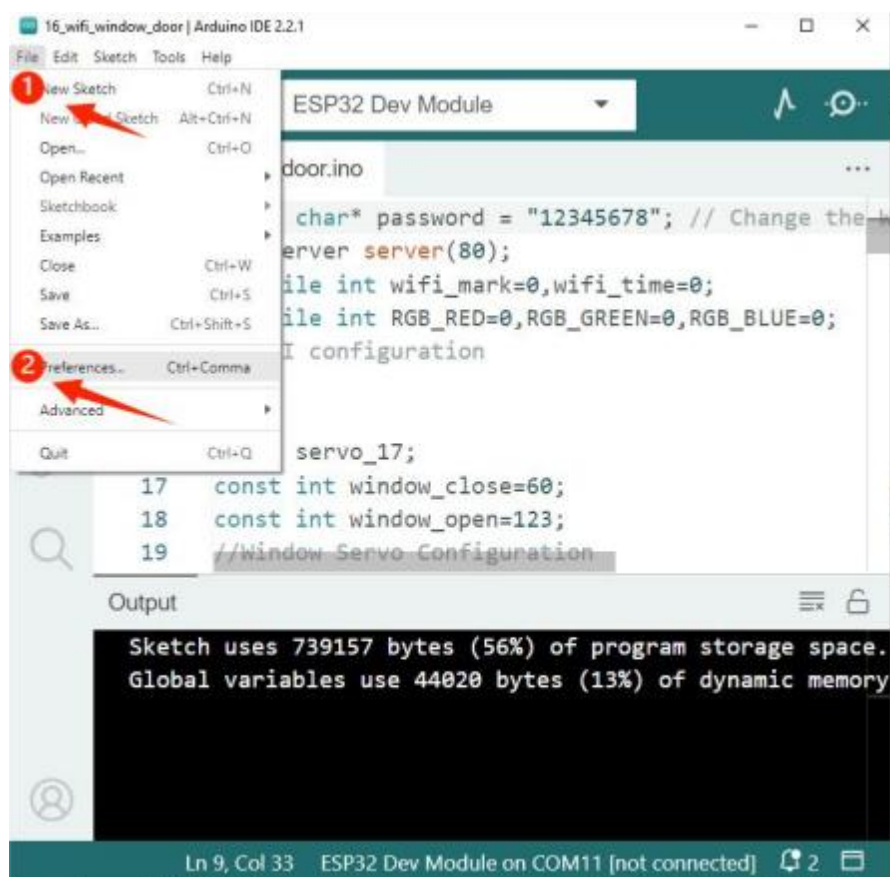 16_wifi_window_door | Arduino IDE 2.2.1
File Edit Sketch Tools Help
1
New Sketch Ctrl+N
New Sketch Alt+Ctrl+N
Open... Ctrl+O
Open Recent
Sketchbook
Examples
Close Ctrl+W
Save Ctrl+S
Save As... Ctrl+Shift+S
2
Preferences... Ctrl+Comma
Advanced
Quit Ctrl+Q
ESP32 Dev Module
door.ino
char* password = "12345678"; // Change the
erver server(80);
ile int wifi_mark=0,wifi_time=0;
ile int RGB_RED=0,RGB_GREEN=0,RGB_BLUE=0;
I configuration
servo_17;
17 const int window_close=60;
18 const int window_open=123;
19 //Window Servo Configuration
Output
Sketch uses 739157 bytes (56%) of program storage space.
Global variables use 44020 bytes (13%) of dynamic memory
Ln 9, Col 33 ESP32 Dev Module on COM11 [not connected] 2